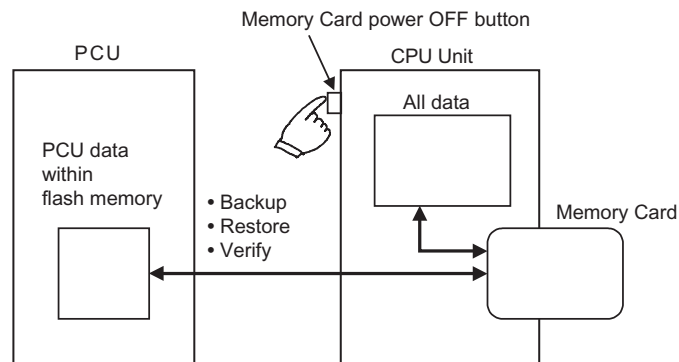 Memory Card power OFF button
PCU
CPU Unit
All data
PCU data
within
flash memory
• Backup
• Restore
• Verify
Memory Card